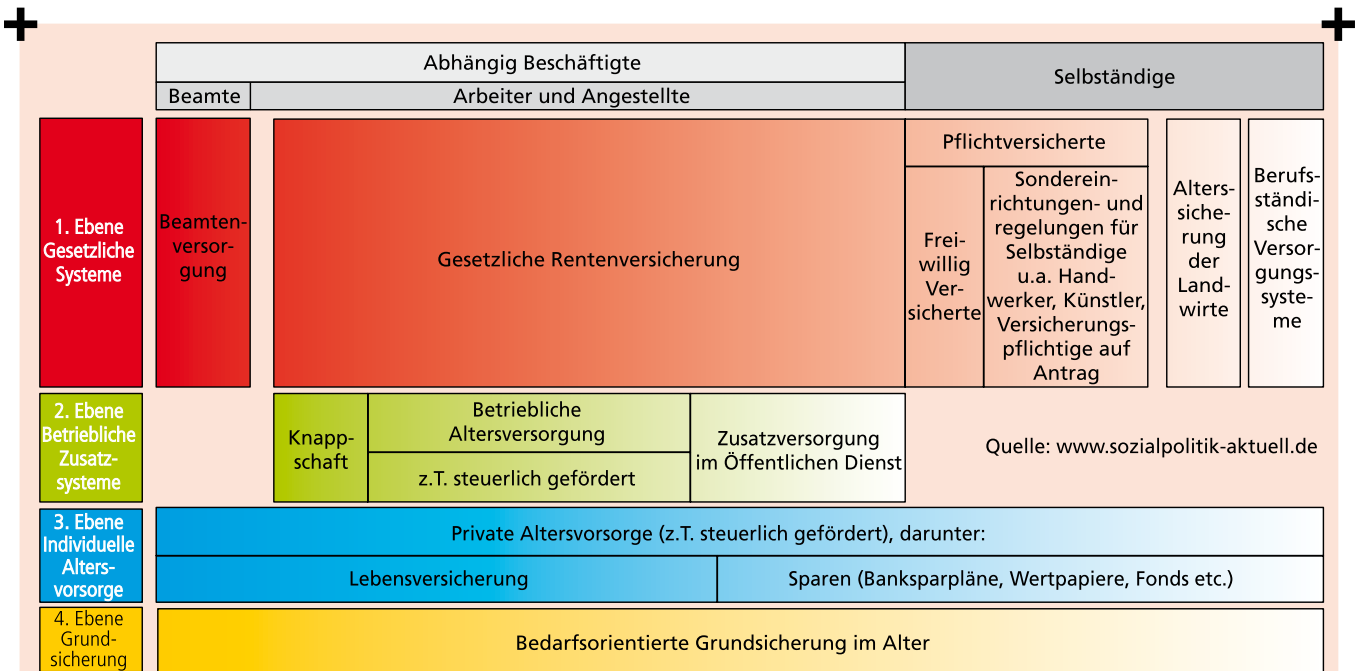 Abhängig Beschäftigte
Selbständige
Beamte
Arbeiter und Angestellte
1. Ebene
Gesetzliche
Systeme
Beamten-
versor-
gung
Gesetzliche Rentenversicherung
Pflichtversicherte
Frei-
willig
Ver-
sicherte
Sonderein-
richtungen- und
regelungen für
Selbständige
u.a. Hand-
werker, Künstler,
Versicherungs-
pflichtige auf
Antrag
Alters-
siche-
rung
der
Land-
wirte
Berufs-
ständi-
sche
Versor-
gungs-
syste-
me
2. Ebene
Betriebliche
Zusatz-
systeme
Knapp-
schaft
Betriebliche
Altersversorgung
z.T. steuerlich gefördert
Zusatzversorgung
im Öffentlichen Dienst
Quelle: www.sozialpolitik-aktuell.de
3. Ebene
Individuelle
Alters-
vorsorge
Private Altersvorsorge (z.T. steuerlich gefördert), darunter:
Lebensversicherung
Sparen (Banksparpläne, Wertpapiere, Fonds etc.)
4. Ebene
Grund-
sicherung
Bedarfsorientierte Grundsicherung im Alter